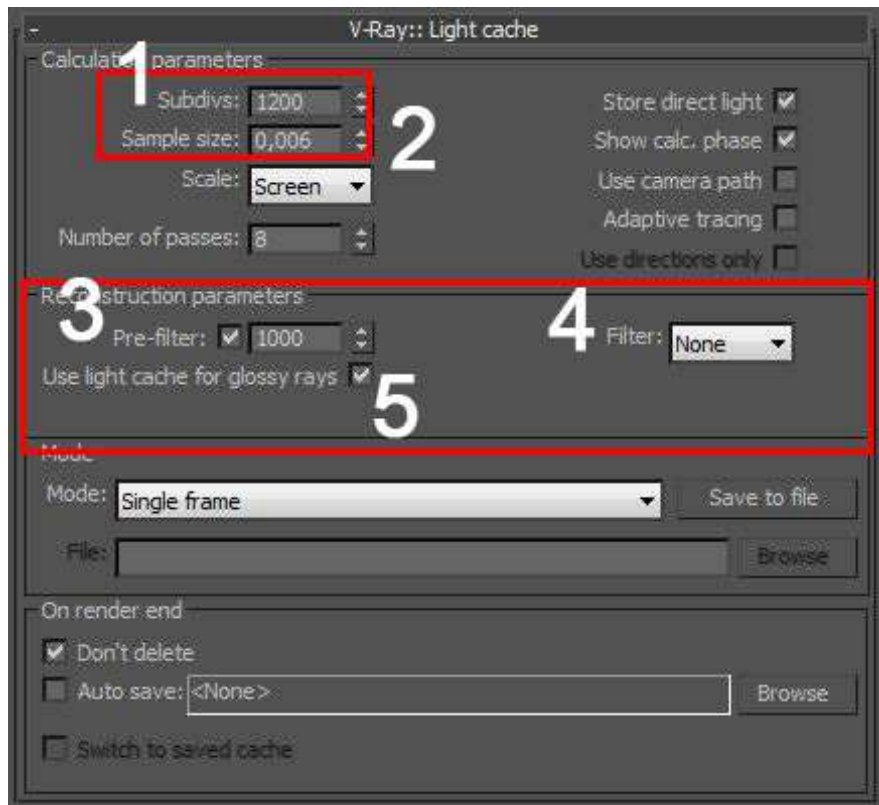 - V-Ray:: Light cache
Calculation parameters
1
Subdivs: 1200
Store direct light
2
Sample size: 0,006
Show calc. phase
Scale: Screen
Use camera path
Adaptive tracing
Number of passes: 8
Use directions only
Reconstruction parameters
3
4
Pre-filter: 1000
Filter: None
Use light cache for glossy rays
5
Mode
Mode: Single frame
Save to file
File:
Browse
On render end
Don't delete
Auto save: <None>
Browse
Switch to saved cache